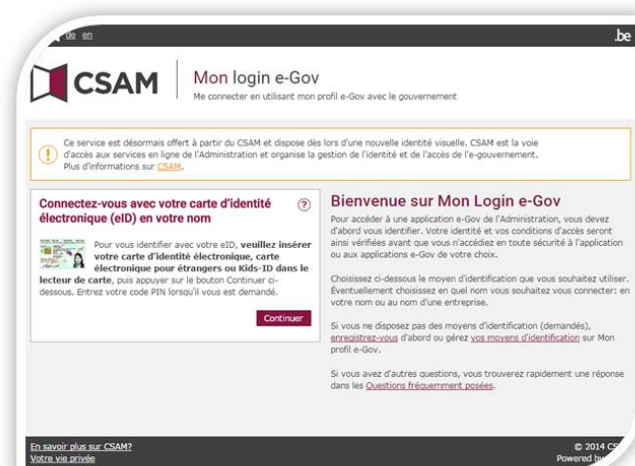 de en
.be
CSAM
Mon login e-Gov
Me connecter en utilisant mon profil e-Gov avec le gouvernement
Ce service est désormais offert à partir du CSAM et dispose dès lors d'une nouvelle identité visuelle. CSAM est la voie
d'accès aux services en ligne de l'Administration et organise la gestion de l'identité et de l'accès de l'e-gouvernement.
Plus d'informations sur CSAM.
Connectez-vous avec votre carte d'identité
électronique (eID) en votre nom
Pour vous identifier avec votre eID, veuillez insérer
votre carte d'identité électronique, carte
électronique pour étrangers ou Kids-ID dans le
lecteur de carte, puis appuyer sur le bouton Continuer ci-
dessous. Entrez votre code PIN lorsqu'il vous est demandé.
Continuer
Bienvenue sur Mon Login e-Gov
Pour accéder à une application e-Gov de l'Administration, vous devez
d'abord vous identifier. Votre identité et vos conditions d'accès seront
ainsi vérifiées avant que vous n'accédiez en toute sécurité à l'application
ou aux applications e-Gov de votre choix.
Choisissez ci-dessous le moyen d'identification que vous souhaitez utiliser.
Éventuellement choisissez en quel nom vous souhaitez vous connecter: en
votre nom ou au nom d'une entreprise.
Si vous ne disposez pas des moyens d'identification (demandés),
enregistrez-vous d'abord ou gérez vos moyens d'identification sur Mon
profil e-Gov.
Si vous avez d'autres questions, vous trouverez rapidement une réponse
dans les Questions fréquemment posées.
En savoir plus sur CSAM?
Votre vie privée
© 2014
Powered